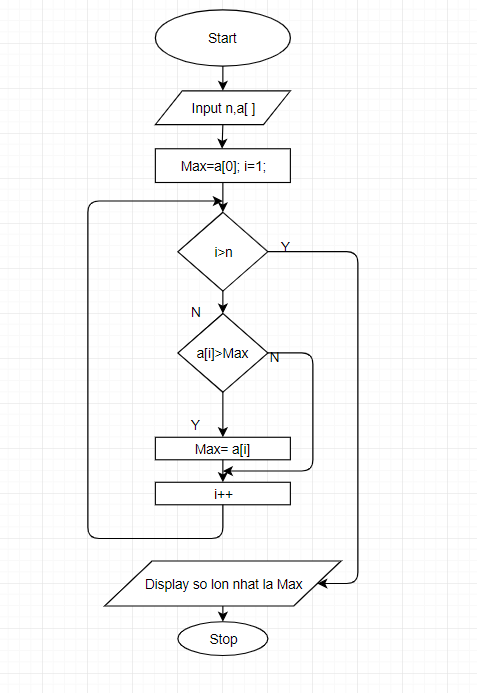 Start
Input n,a[ ]
Max=a[0]; i=1;
i>n
Y
N
a[i]>Max
N
Y
Max= a[i]
i++
Display so lon nhat la Max
Stop